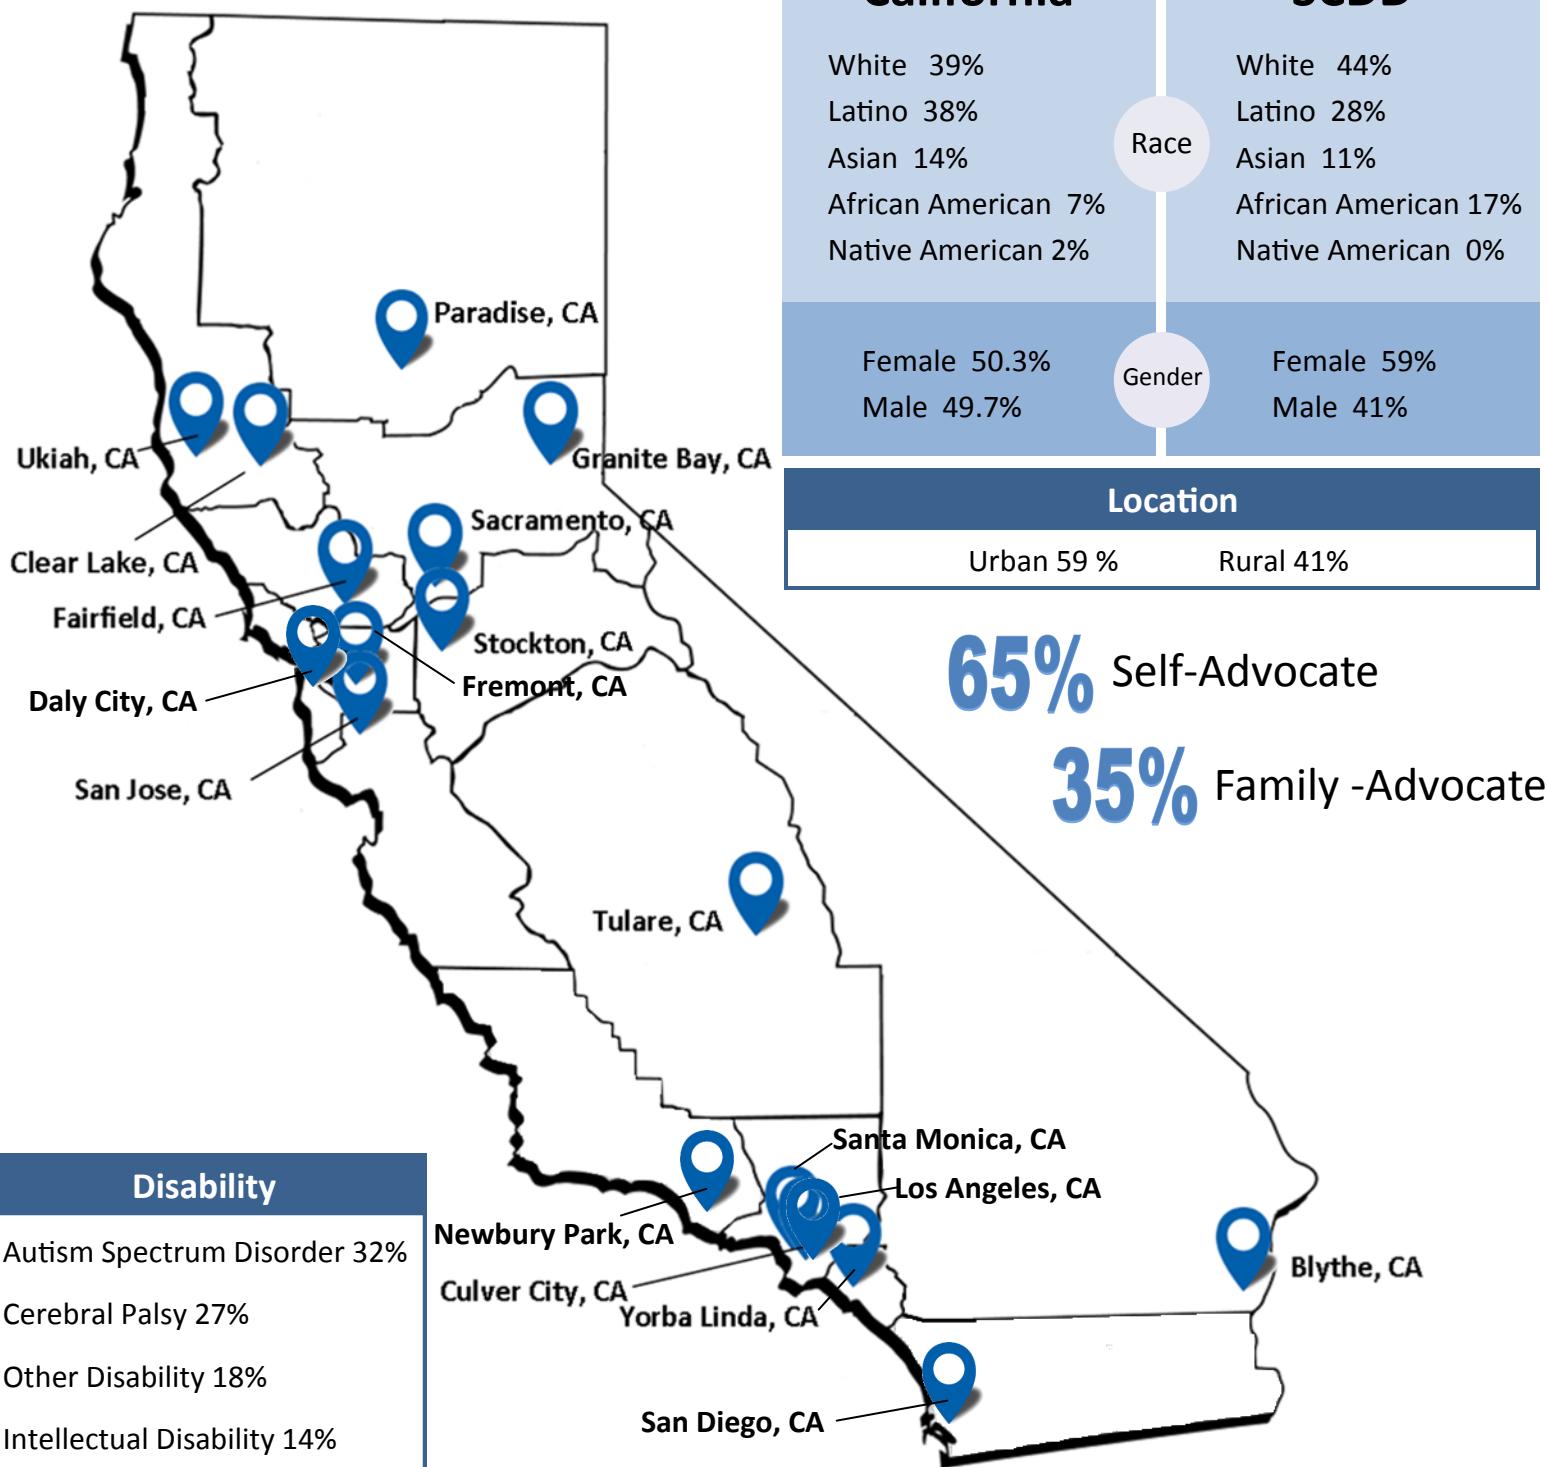 California
SCDD
White 39%
Latino 38%
Asian 14%
African American 7%
Native American 2%
Race
White 44%
Latino 28%
Asian 11%
African American 17%
Native American 0%
Female 50.3%
Male 49.7%
Gender
Female 59%
Male 41%
Location
Urban 59 % Rural 41%
65% Self-Advocate
35% Family -Advocate
Paradise, CA
Ukiah, CA
Granite Bay, CA
Sacramento, CA
Clear Lake, CA
Fairfield, CA
Stockton, CA
Fremont, CA
Daly City, CA
San Jose, CA
Tulare, CA
Santa Monica, CA
Los Angeles, CA
Newbury Park, CA
Culver City, CA
Yorba Linda, CA
Blythe, CA
San Diego, CA
Disability
Autism Spectrum Disorder 32%
Cerebral Palsy 27%
Other Disability 18%
Intellectual Disability 14%